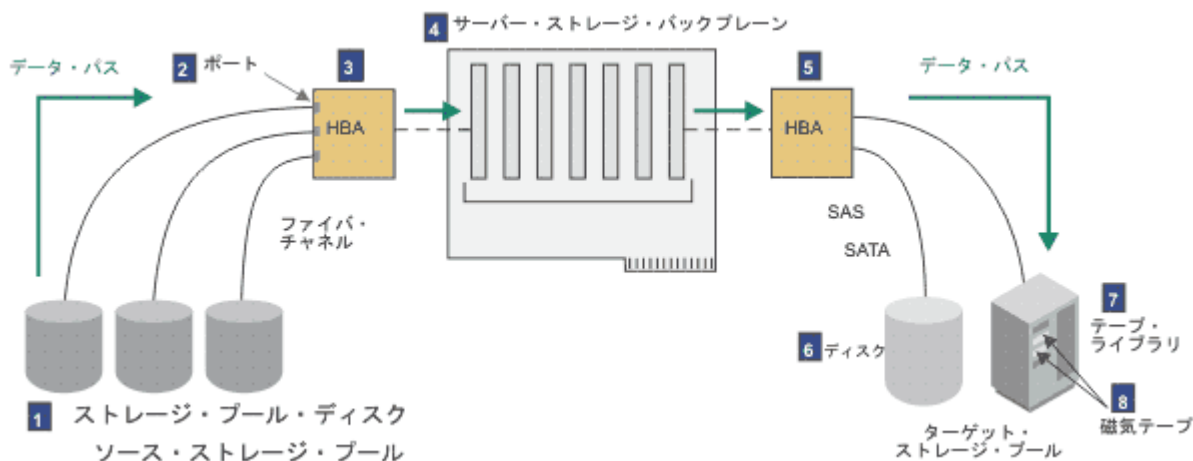 4 サーバー・ストレージ・バックプレーン
データ・パス
2 ポート
3
5
データ・パス
HBA
HBA
ファイバ・
チャネル
SAS
SATA
7
テープ・
ライブラリ
6 ディスク
8
磁気テープ
1 ストレージ・プール・ディスク
ソース・ストレージ・プール
ターゲット・
ストレージ・プール